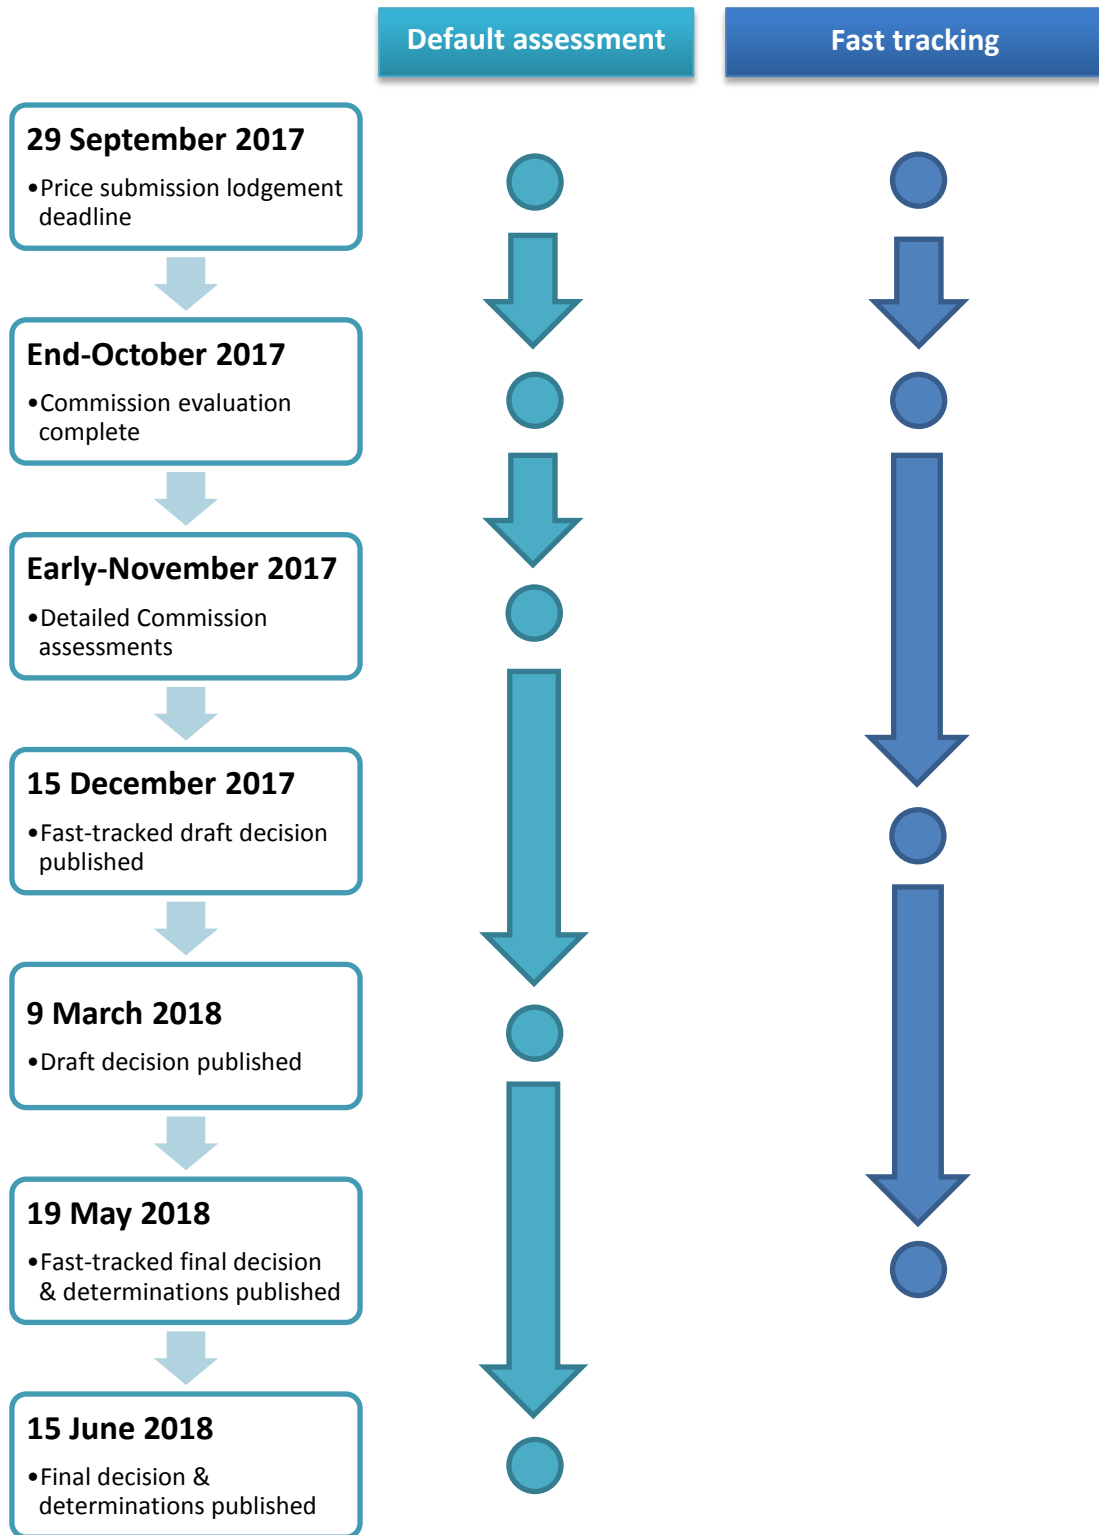 Default assessment
Fast tracking
29 September 2017
•Price submission lodgement
deadline
End-October 2017
•Commission evaluation
complete
Early-November 2017
•Detailed Commission
assessments
15 December 2017
•Fast-tracked draft decision
published
9 March 2018
•Draft decision published
19 May 2018
•Fast-tracked final decision
& determinations published
15 June 2018
•Final decision &
determinations published